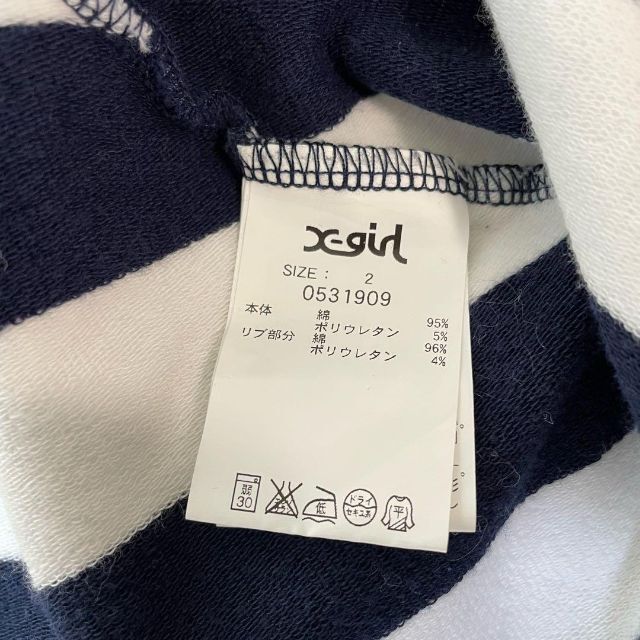 X-girl
SIZE : 2
0531909
本体 綿 95%
ポリウレタン 5%
リブ部分 綿 96%
ポリウレタン 4%
弱 30
低
ドライ セキユ系
平